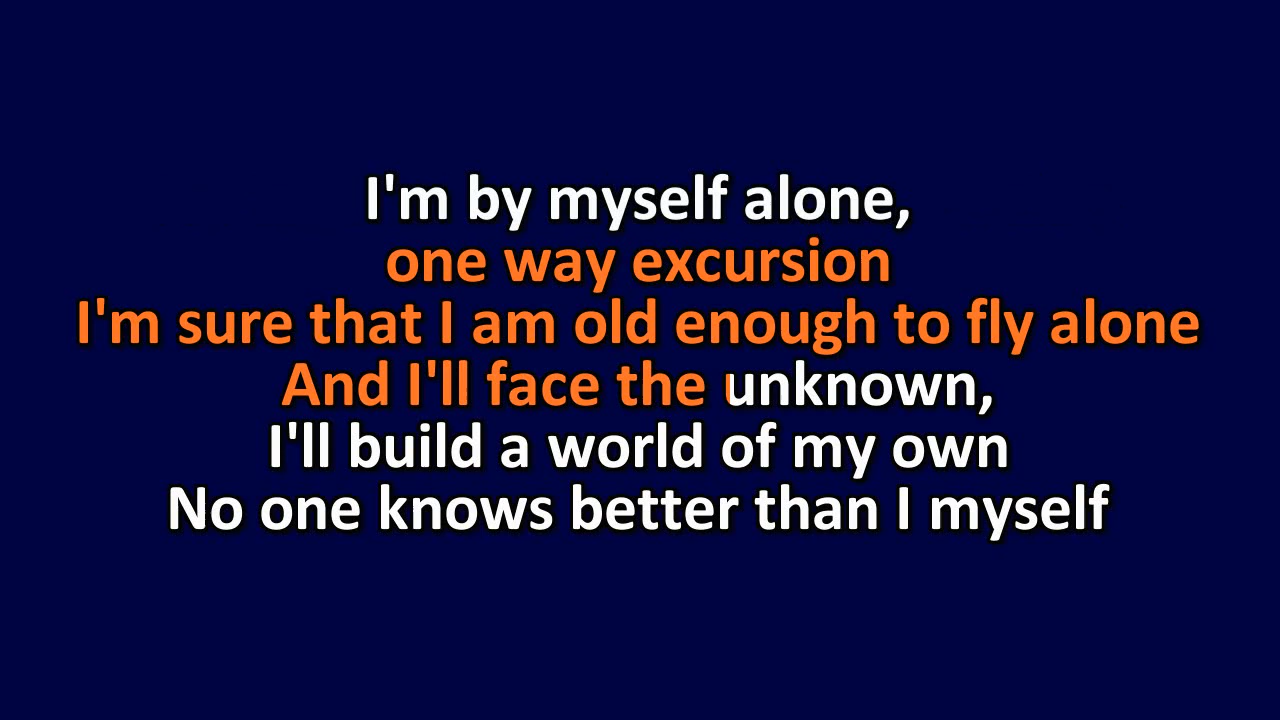 I'm by myself alone,
one way excursion
I'm sure that I am old enough to fly alone
And I'll face the unknown,
I'll build a world of my own
No one knows better than I myself